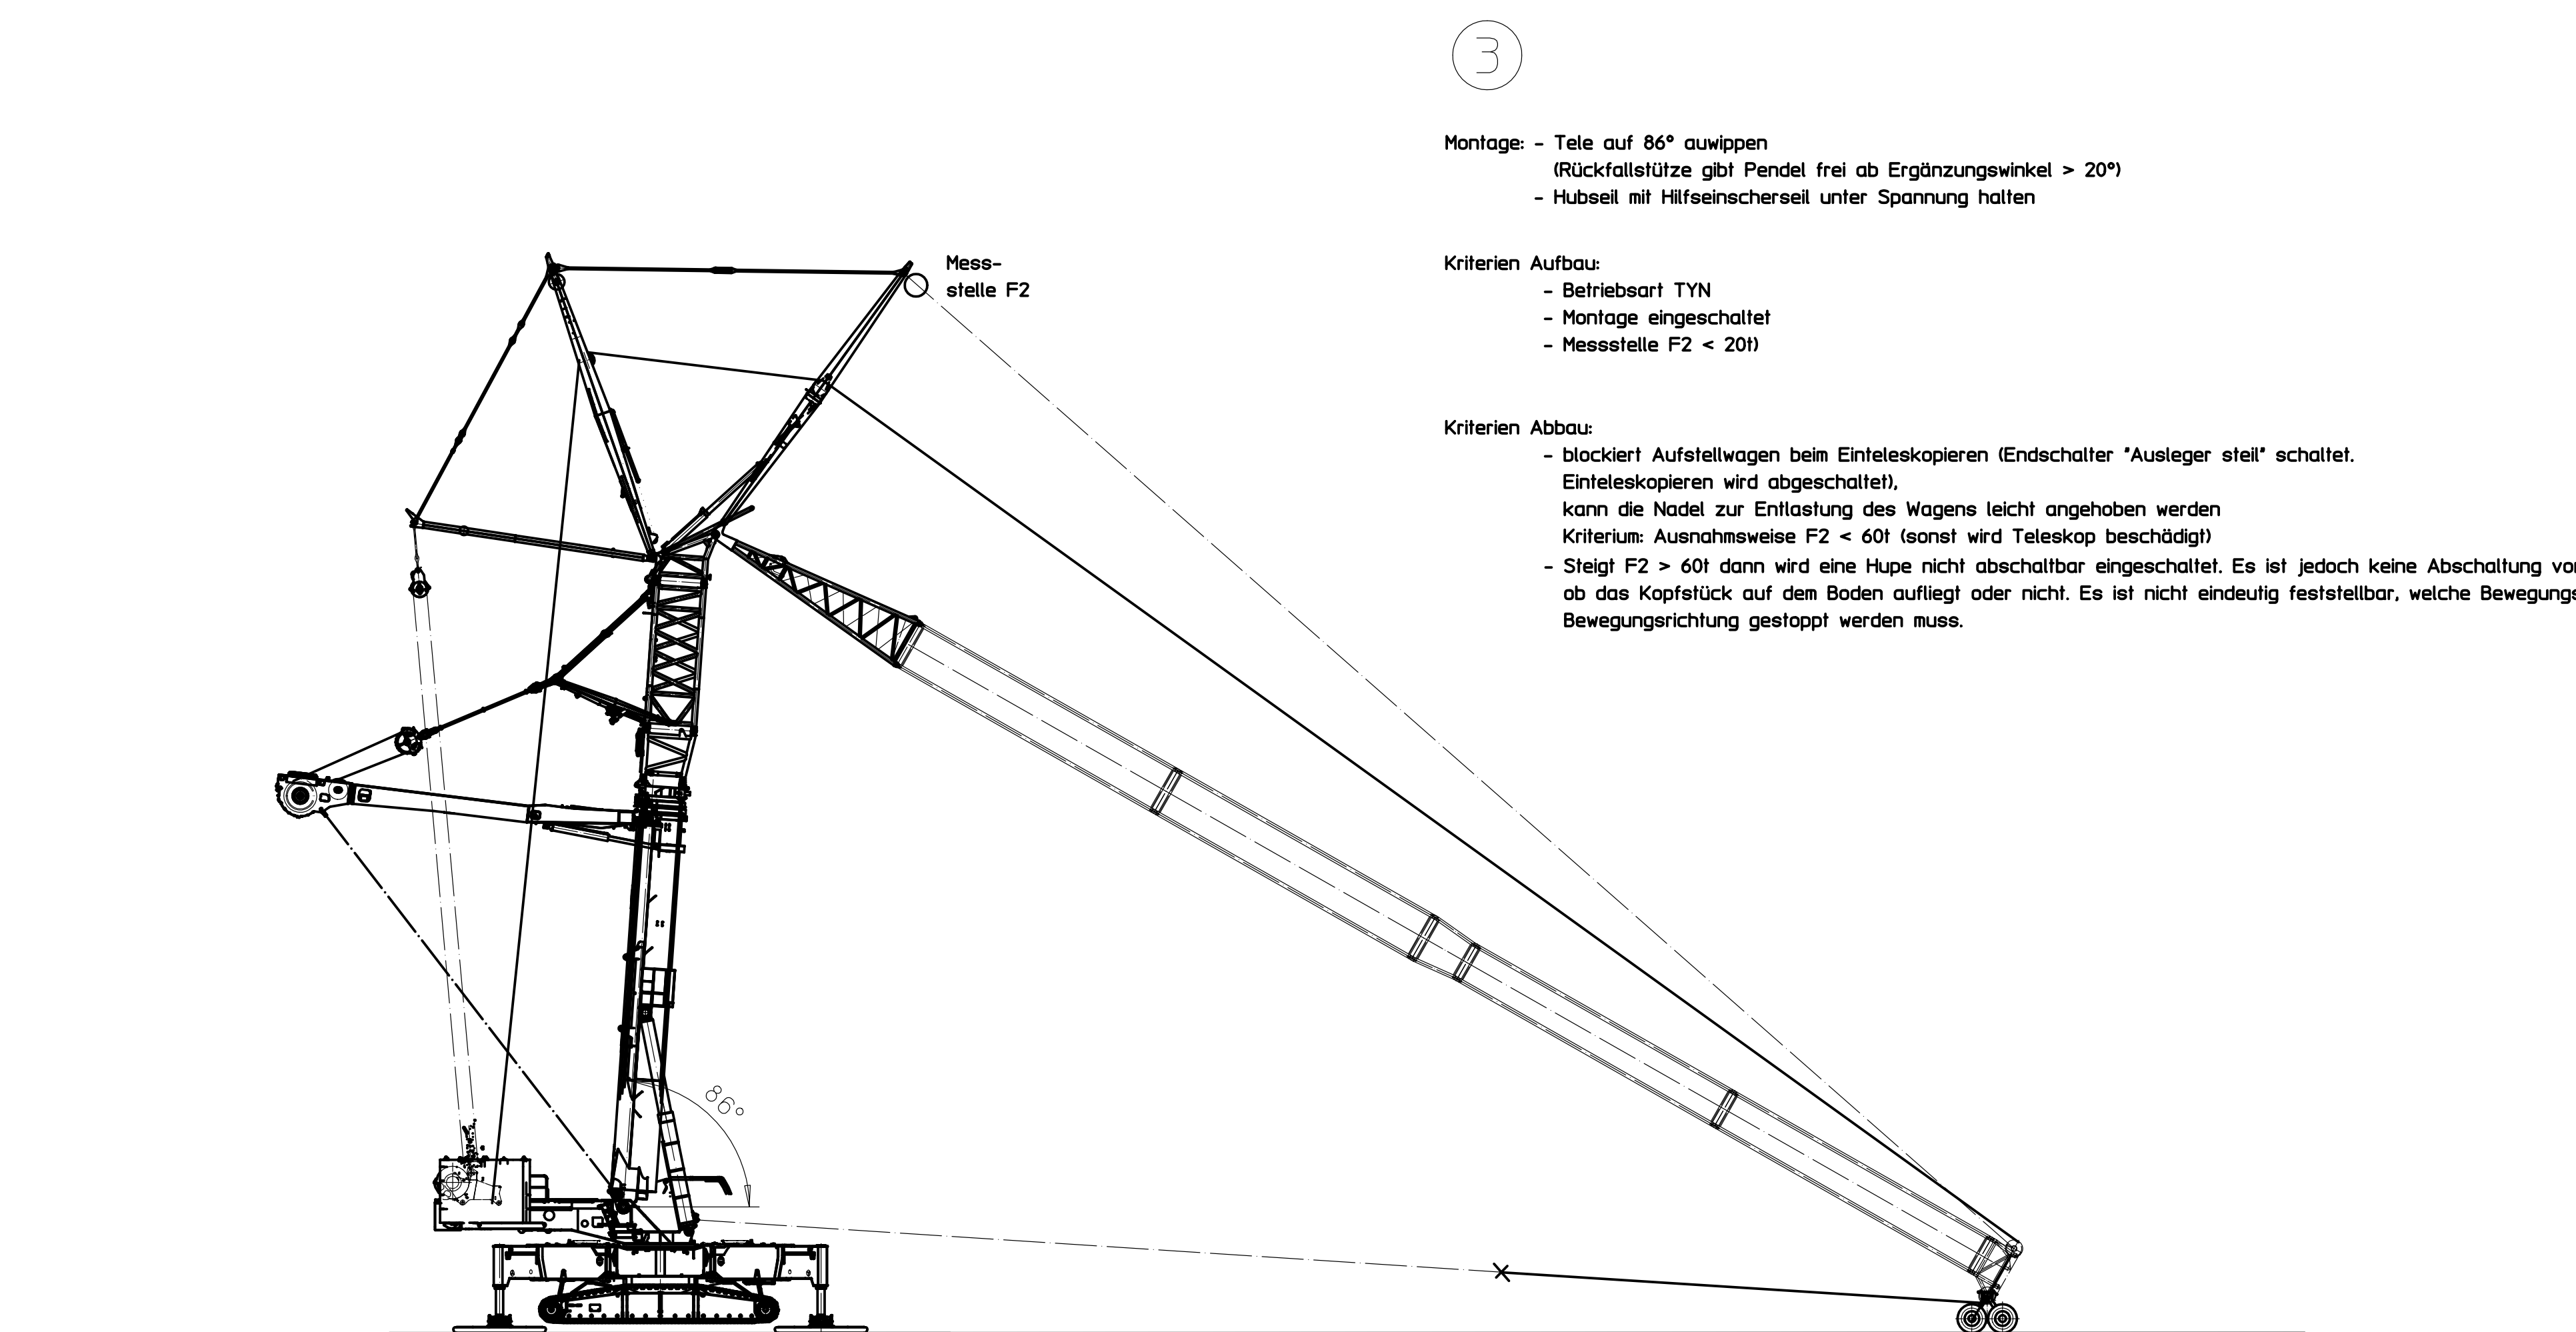 3
Montage: - Tele auf 86° auwippen
(Rückfallstütze gibt Pendel frei ab Ergänzungswinkel > 20°)
- Hubseil mit Hilfseinscherseil unter Spannung halten
Mess-
stelle F2
Kriterien Aufbau:
- Betriebsart TYN
- Montage eingeschaltet
- Messstelle F2 < 20t)
Kriterien Abbau:
- blockiert Aufstellwagen beim Einteleskopieren (Endschalter "Ausleger steil" schaltet.
Einteleskopieren wird abgeschaltet),
kann die Nadel zur Entlastung des Wagens leicht angehoben werden
Kriterium: Ausnahmsweise F2 < 60t (sonst wird Teleskop beschädigt)
- Steigt F2 > 60t dann wird eine Hupe nicht abschaltbar eingeschaltet. Es ist jedoch keine Abschaltung
ob das Kopfstück auf dem Boden aufliegt oder nicht. Es ist nicht eindeutig feststellbar, welche
Bewegungsrichtung gestoppt werden muss.
86°